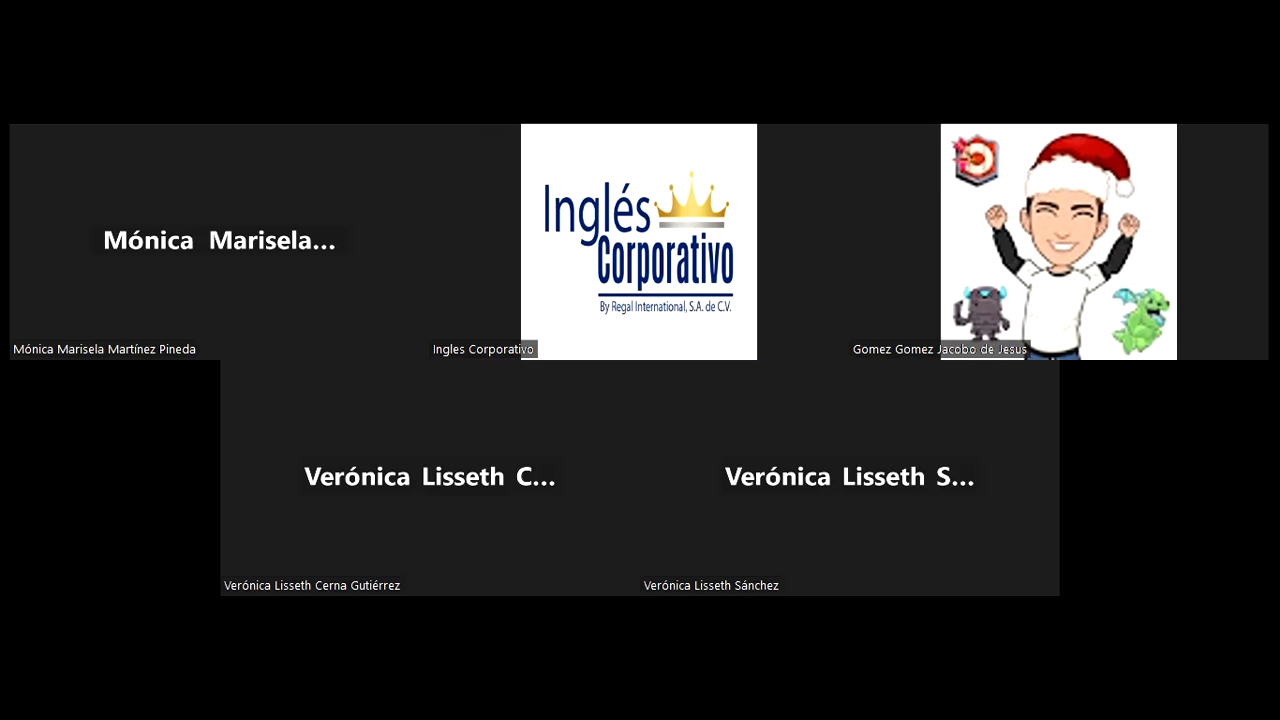 Mónica Marisela...
Mónica Marisela Martínez Pineda
Inglés
Corporativo
By Regal International, S.A. de C.V.
Ingles Corporativo
Gomez Gomez Jacobo de Jesus
Verónica Lisseth C...
Verónica Lisseth Cerna Gutiérrez
Verónica Lisseth S...
Verónica Lisseth Sánchez